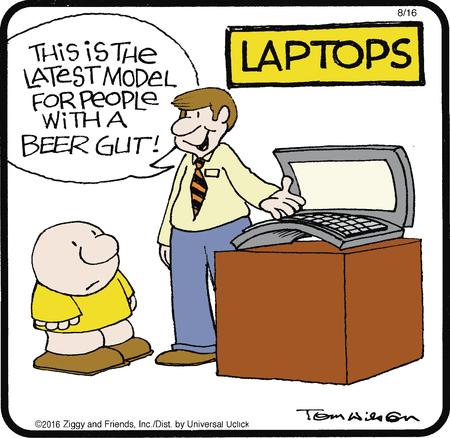 8/16
LAPTOPS
THIS IS THE
LATEST MODEL
FOR PEOPLE
WITH A
BEER GUT!
Tom Wilson
©2016 Ziggy and Friends, Inc./Dist. by Universal Uclick